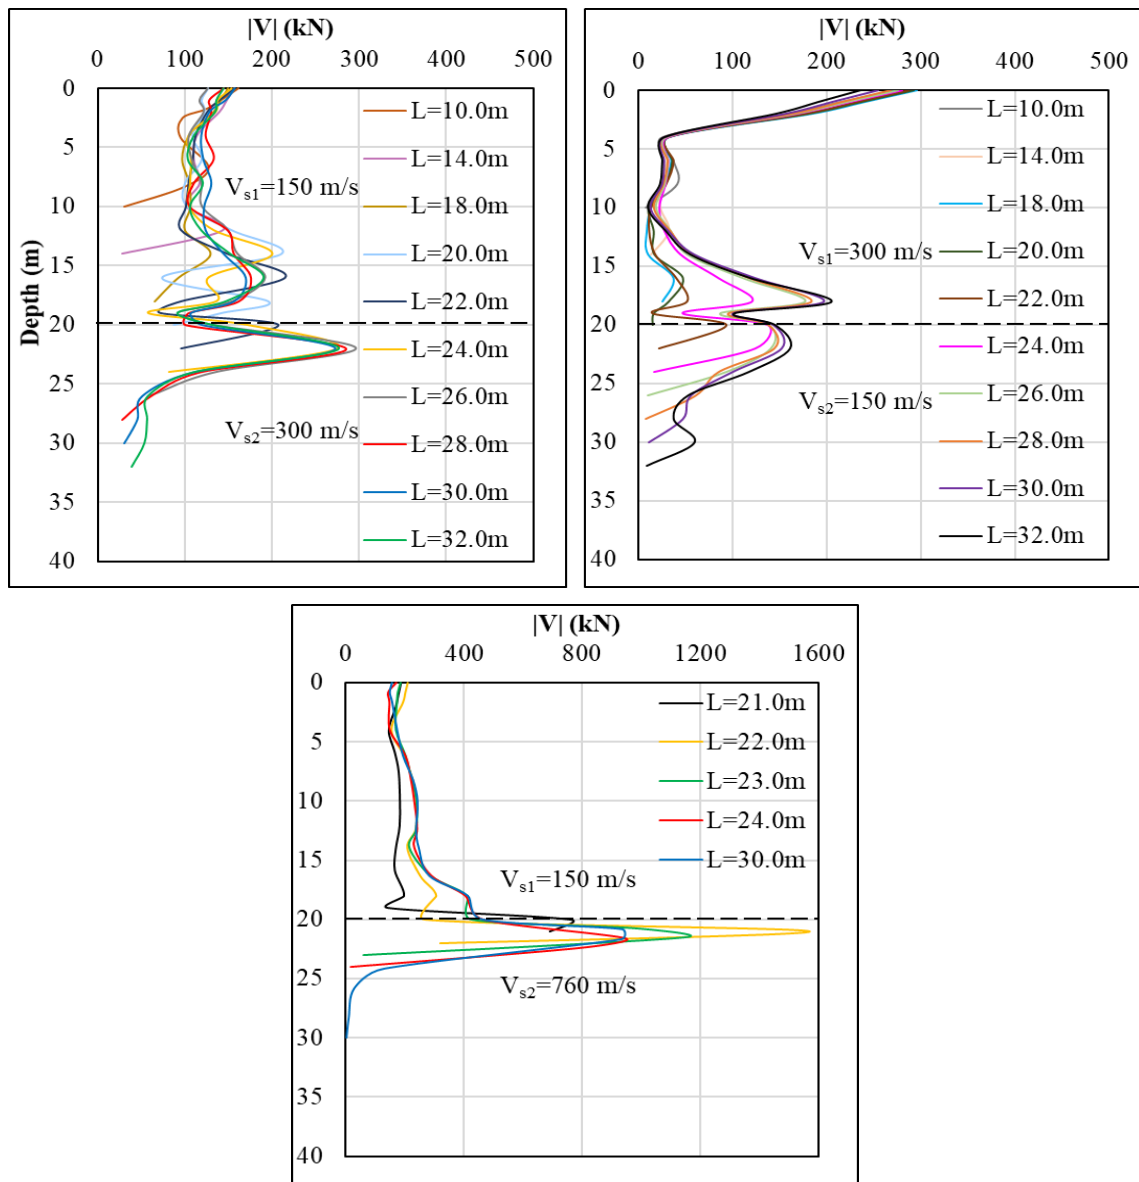 |V| (kN)
0 100 200 300 400 500
0
5
10
15
20
25
30
35
40
Depth (m)
L=10.0m
L=14.0m
L=18.0m
L=20.0m
L=22.0m
L=24.0m
L=26.0m
L=28.0m
L=30.0m
L=32.0m
Vs1=150 m/s
Vs2=300 m/s
|V| (kN)
0 100 200 300 400 500
0
5
10
15
20
25
30
35
40
L=10.0m
L=14.0m
L=18.0m
L=20.0m
L=22.0m
L=24.0m
L=26.0m
L=28.0m
L=30.0m
L=32.0m
Vs1=300 m/s
Vs2=150 m/s
|V| (kN)
0 400 800 1200 1600
0
5
10
15
20
25
30
35
40
L=21.0m
L=22.0m
L=23.0m
L=24.0m
L=30.0m
Vs1=150 m/s
Vs2=760 m/s